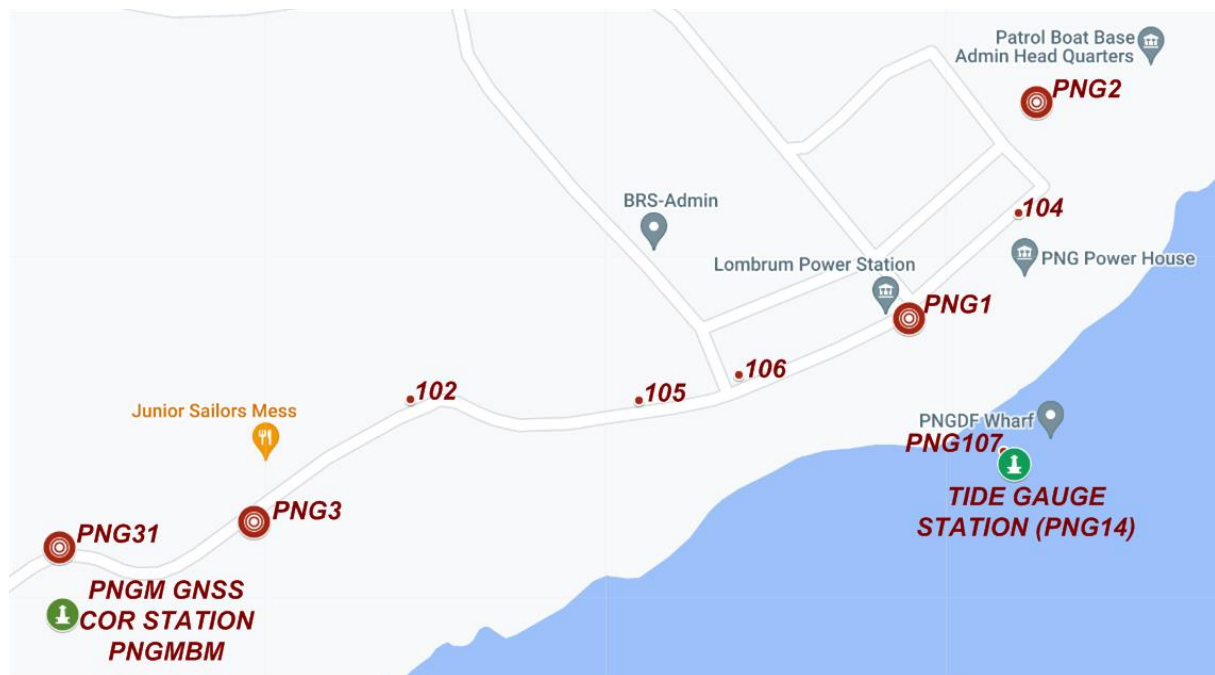 Patrol Boat Base
Admin Head Quarters
PNG2
BRS-Admin
104
Lombrum Power Station
PNG Power House
PNG1
106
102
105
Junior Sailors Mess
PNGDF Wharf
PNG107
TIDE GAUGE
STATION (PNG14)
PNG3
PNG31
PNGM GNSS
COR STATION
PNGMBM